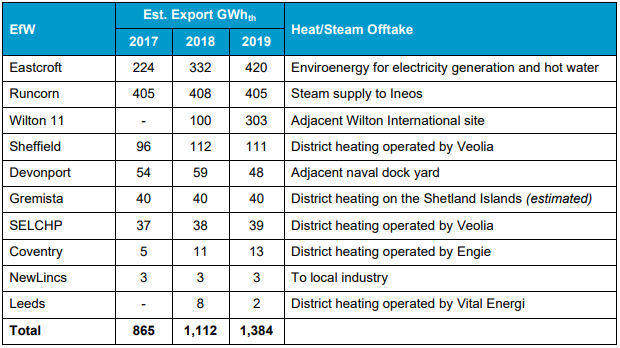 EfW Est. Export GWhth Heat/Steam Offtake
2017 2018 2019
Eastcroft 224 332 420 Enviroenergy for electricity generation and hot water
Runcorn 405 408 405 Steam supply to Ineos
Wilton 11 - 100 303 Adjacent Wilton International site
Sheffield 96 112 111 District heating operated by Veolia
Devonport 54 59 48 Adjacent naval dock yard
Gremista 40 40 40 District heating on the Shetland Islands (estimated)
SELCHP 37 38 39 District heating operated by Veolia
Coventry 5 11 13 District heating operated by Engie
NewLincs 3 3 3 To local industry
Leeds - 8 2 District heating operated by Vital Energi
Total 865 1,112 1,384